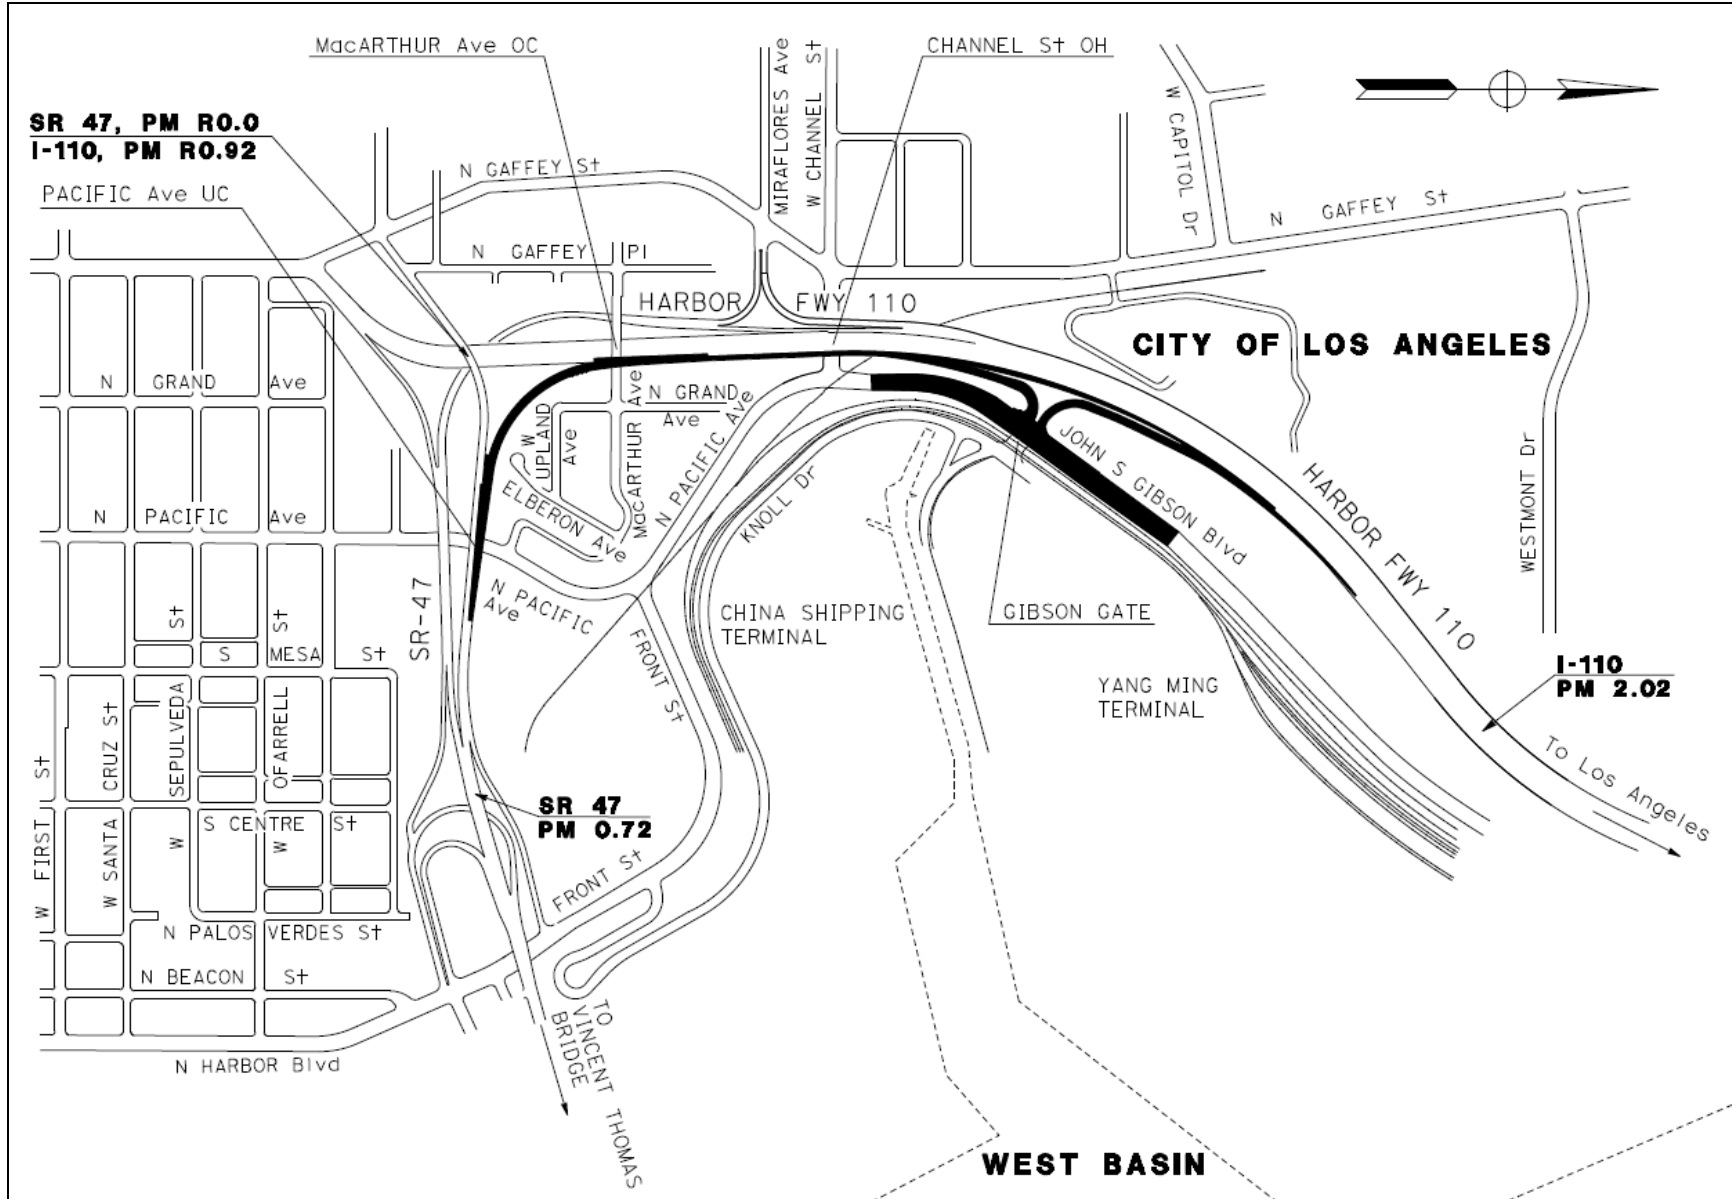 MacARTHUR Ave OC
CHANNEL St OH
SR 47, PM R0.0
I-110, PM R0.92
PACIFIC Ave UC
N GAFFEY St
MIRAFLORES Ave
W CHANNEL St
W CAPITOL Dr
N GAFFEY St
N GAFFEY Pl
HARBOR FWY 110
CITY OF LOS ANGELES
N GRAND Ave
N GRAND
Ave
W UPLAND
Ave
MacARTHUR Ave
N PACIFIC Ave
ELBERON Ave
KNOLL Dr
JOHN S GIBSON Blvd
HARBOR FWY 110
WESTMONT Dr
N PACIFIC Ave
N PACIFIC
Ave
SR-47
CHINA SHIPPING
TERMINAL
GIBSON GATE
YANG MING
TERMINAL
I-110
PM 2.02
To Los Angeles
S MESA St
FRONT St
W FIRST St
W SANTA CRUZ St
W SEPULVEDA St
W OFARRELL St
SR 47
PM 0.72
S CENTRE St
FRONT St
N PALOS VERDES St
N BEACON St
N HARBOR Blvd
TO
VINCENT THOMAS
BRIDGE
WEST BASIN